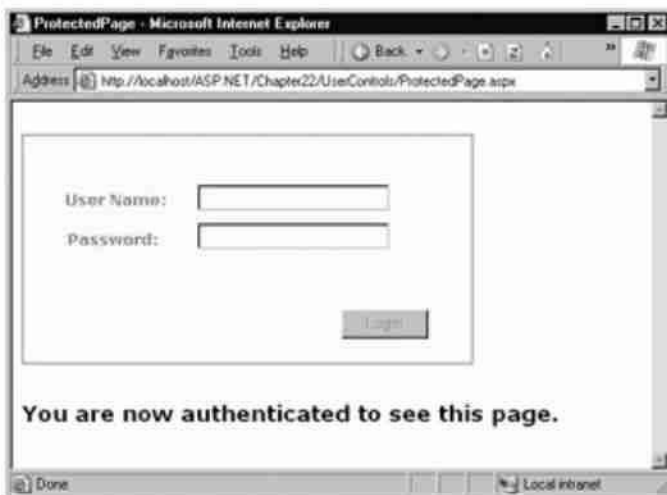 ProtectedPage - Microsoft Internet Explorer
File Edit View Favorites Tools Help Back »
Address http://localhost/ASP.NET/Chapter22/UserControls/ProtectedPage.aspx
User Name:
Password:
Login
You are now authenticated to see this page.
Done Local intranet